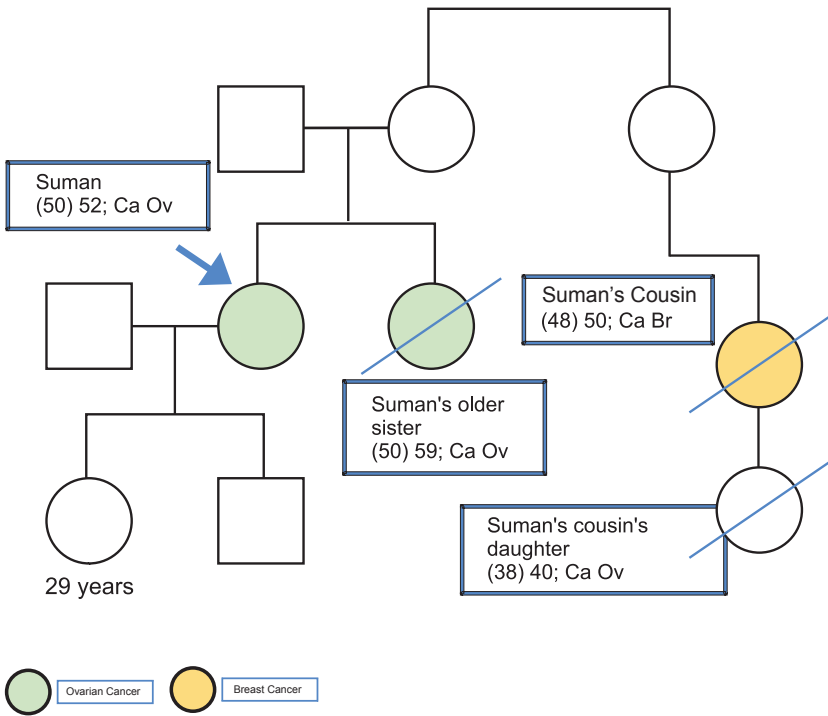 Suman
(50) 52; Ca Ov
Suman's Cousin
(48) 50; Ca Br
Suman's older
sister
(50) 59; Ca Ov
Suman's cousin's
daughter
(38) 40; Ca Ov
29 years
Ovarian Cancer
Breast Cancer